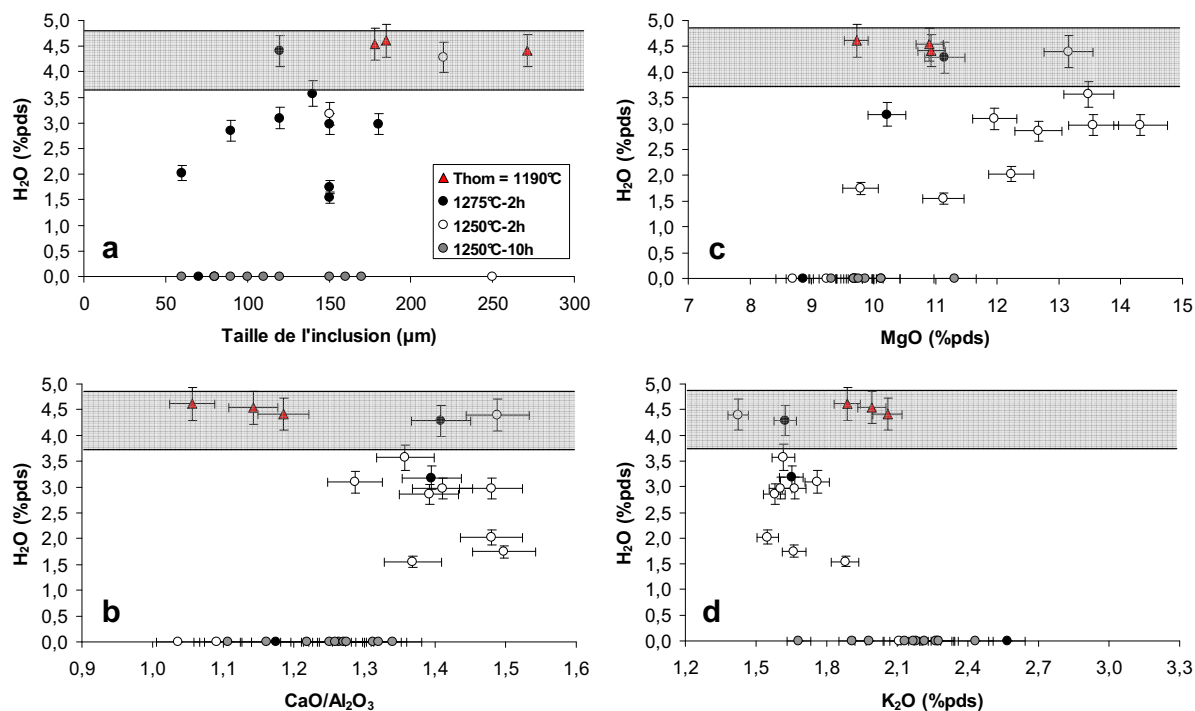 5,0
4,5
4,0
3,5
3,0
2,5
2,0
1,5
1,0
0,5
0,0
H₂O (%pds)
a
Thom = 1190°C
1275°C-2h
1250°C-2h
1250°C-10h
0 50 100 150 200 250 300
Taille de l'inclusion (µm)
5,0
4,5
4,0
3,5
3,0
2,5
2,0
1,5
1,0
0,5
0,0
H₂O (%pds)
c
7 8 9 10 11 12 13 14 15
MgO (%pds)
5,0
4,5
4,0
3,5
3,0
2,5
2,0
1,5
1,0
0,5
0,0
H₂O (%pds)
b
0,9 1,0 1,1 1,2 1,3 1,4 1,5 1,6
CaO/Al₂O₃
5,0
4,5
4,0
3,5
3,0
2,5
2,0
1,5
1,0
0,5
0,0
H₂O (%pds)
d
1,2 1,5 1,8 2,1 2,4 2,7 3,0 3,3
K₂O (%pds)